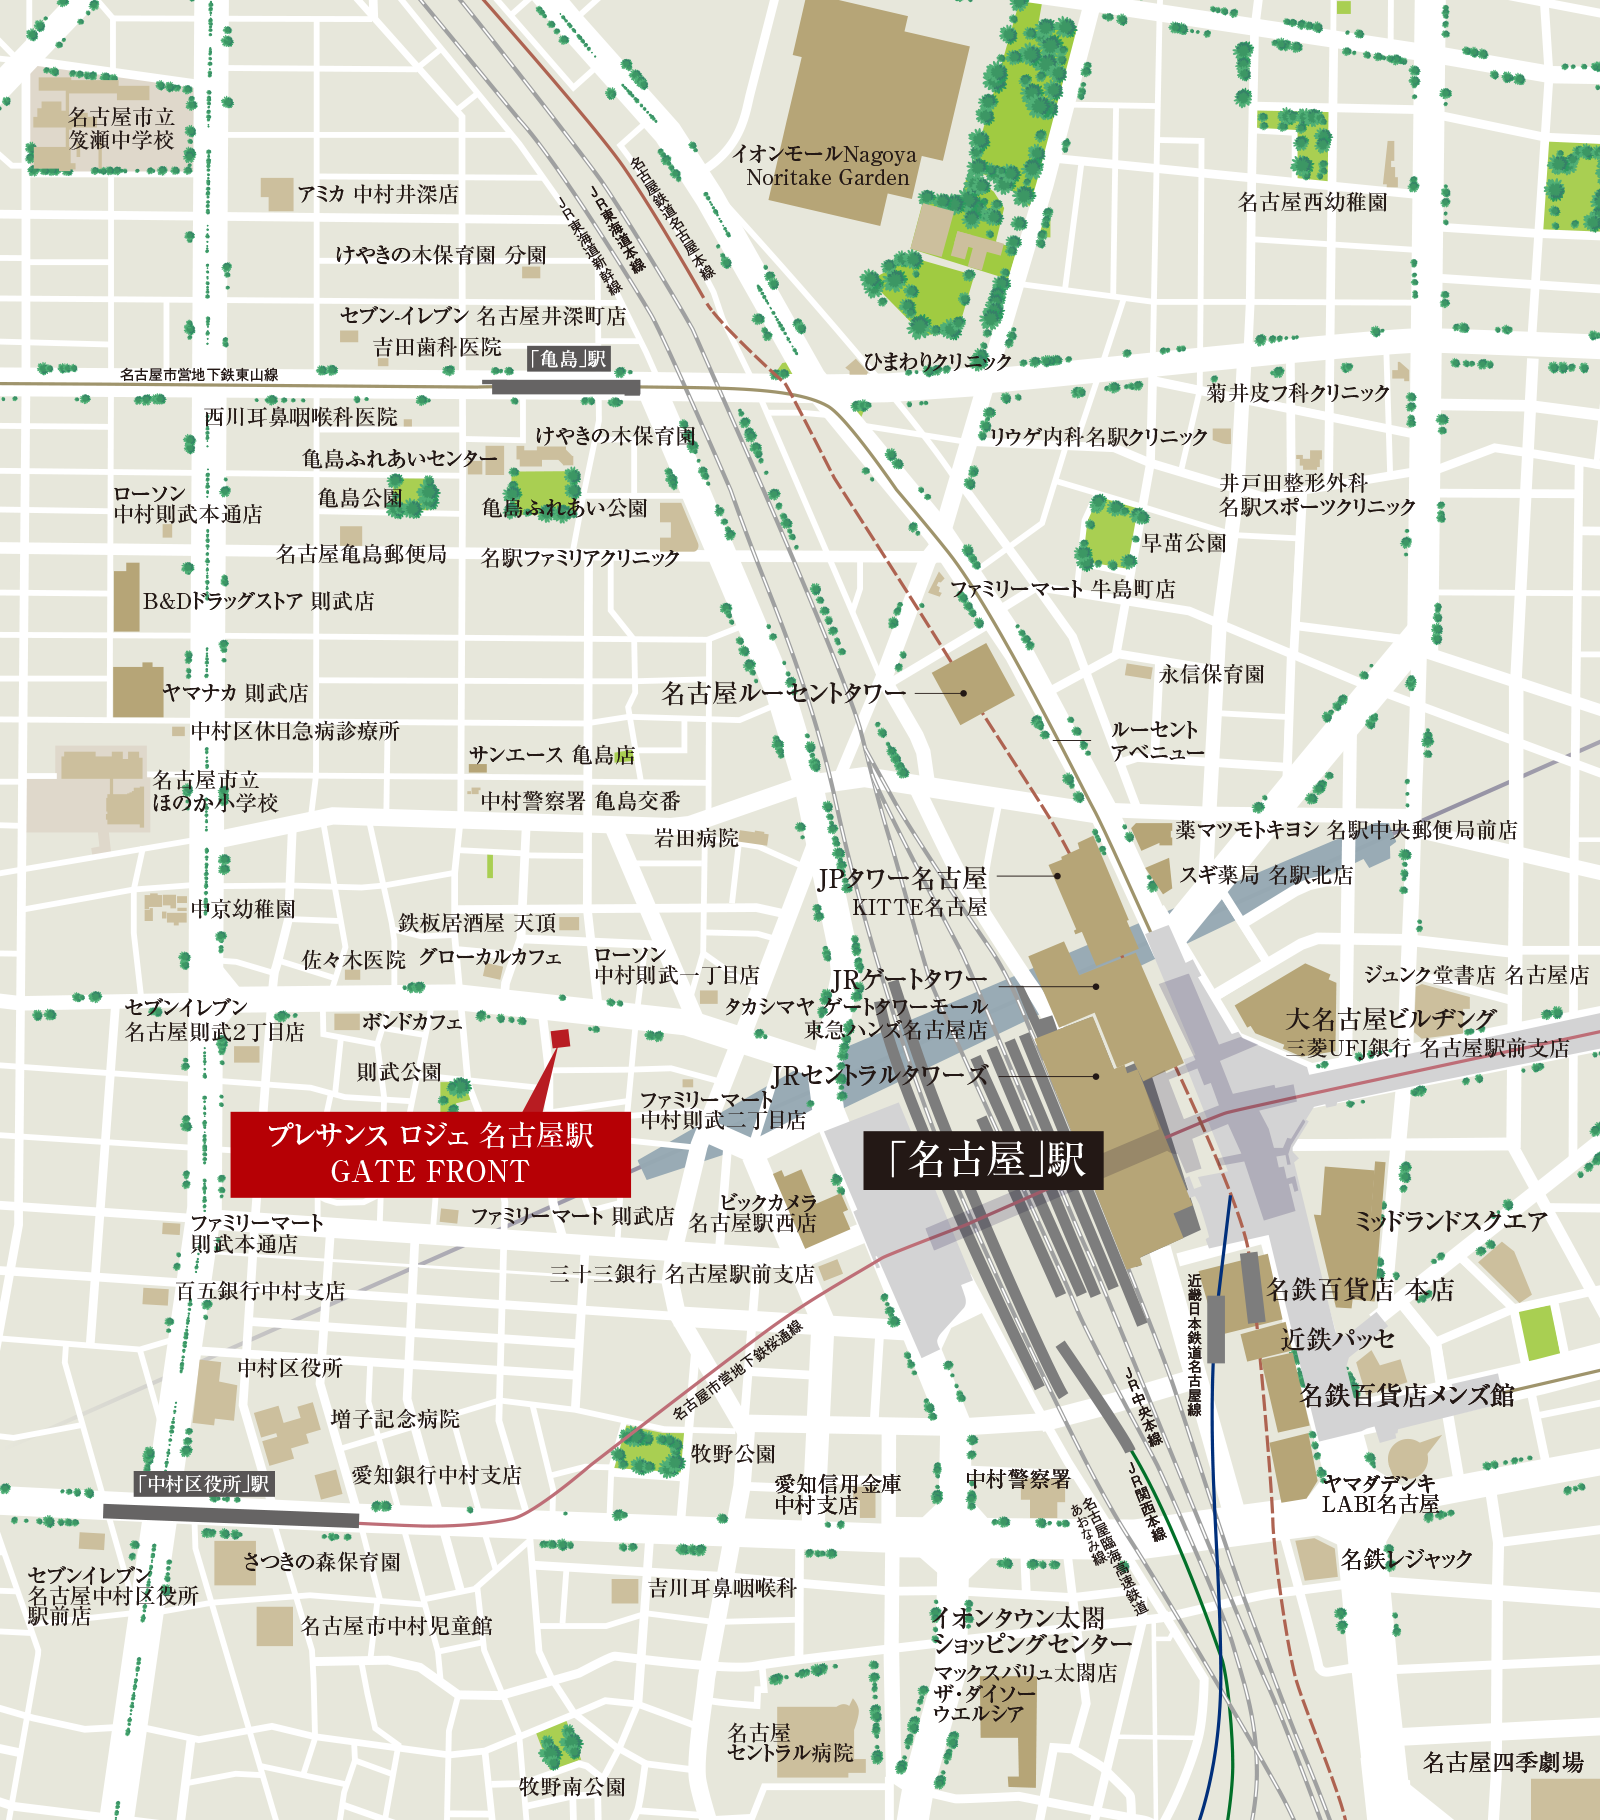 名古屋市立
笈瀬中学校
アミカ 中村井深店
けやきの木保育園 分園
セブン-イレブン 名古屋井深町店
吉田歯科医院
「亀島」駅
名古屋市営地下鉄東山線
JR東海道新幹線
JR東海道本線
名古屋鉄道名古屋本線
イオンモールNagoya
Noritake Garden
名古屋西幼稚園
ひまわりクリニック
菊井皮フ科クリニック
西川耳鼻咽喉科医院
けやきの木保育園
リウゲ内科名駅クリニック
亀島ふれあいセンター
井戸田整形外科
名駅スポーツクリニック
ローソン
中村則武本通店
亀島公園
亀島ふれあい公園
早苗公園
名古屋亀島郵便局
名駅ファミリアクリニック
ファミリーマート 牛島町店
B&Dドラッグストア 則武店
永信保育園
名古屋ルーセントタワー
ヤマナカ 則武店
中村区休日急病診療所
ルーセント
アベニュー
サンエース 亀島店
名古屋市立
ほのか小学校
中村警察署 亀島交番
岩田病院
薬マツモトキヨシ 名駅中央郵便局前店
スギ薬局 名駅北店
JPタワー名古屋
KITTE名古屋
中京幼稚園
鉄板居酒屋 天頂
佐々木医院
グローカルカフェ
ローソン
中村則武一丁目店
JRゲートタワー
タカシマヤ ゲートタワーモール
東急ハンズ名古屋店
ジュンク堂書店 名古屋店
セブンイレブン
名古屋則武2丁目店
ボンドカフェ
大名古屋ビルヂング
三菱UFJ銀行 名古屋駅前支店
則武公園
JRセントラルタワーズ
ファミリーマート
中村則武二丁目店
プレサンス ロジェ 名古屋駅
GATE FRONT
「名古屋」駅
ビックカメラ
名古屋駅西店
ファミリーマート 則武店
ファミリーマート
則武本通店
ミッドランドスクエア
三十三銀行 名古屋駅前支店
百五銀行中村支店
名鉄百貨店 本店
近畿日本鉄道名古屋線
近鉄パッセ
名古屋市営地下鉄桜通線
中村区役所
JR中央本線
名鉄百貨店メンズ館
増子記念病院
牧野公園
「中村区役所」駅
愛知銀行中村支店
愛知信用金庫
中村支店
中村警察署
JR関西本線
ヤマダデンキ
LABI名古屋
名古屋臨海高速鉄道
あおなみ線
さつきの森保育園
名鉄レジャック
セブンイレブン
名古屋中村区役所
駅前店
吉川耳鼻咽喉科
名古屋市中村児童館
イオンタウン太閤
ショッピングセンター
マックスバリュ太閤店
ザ・ダイソー
ウエルシア
名古屋
セントラル病院
牧野南公園
名古屋四季劇場